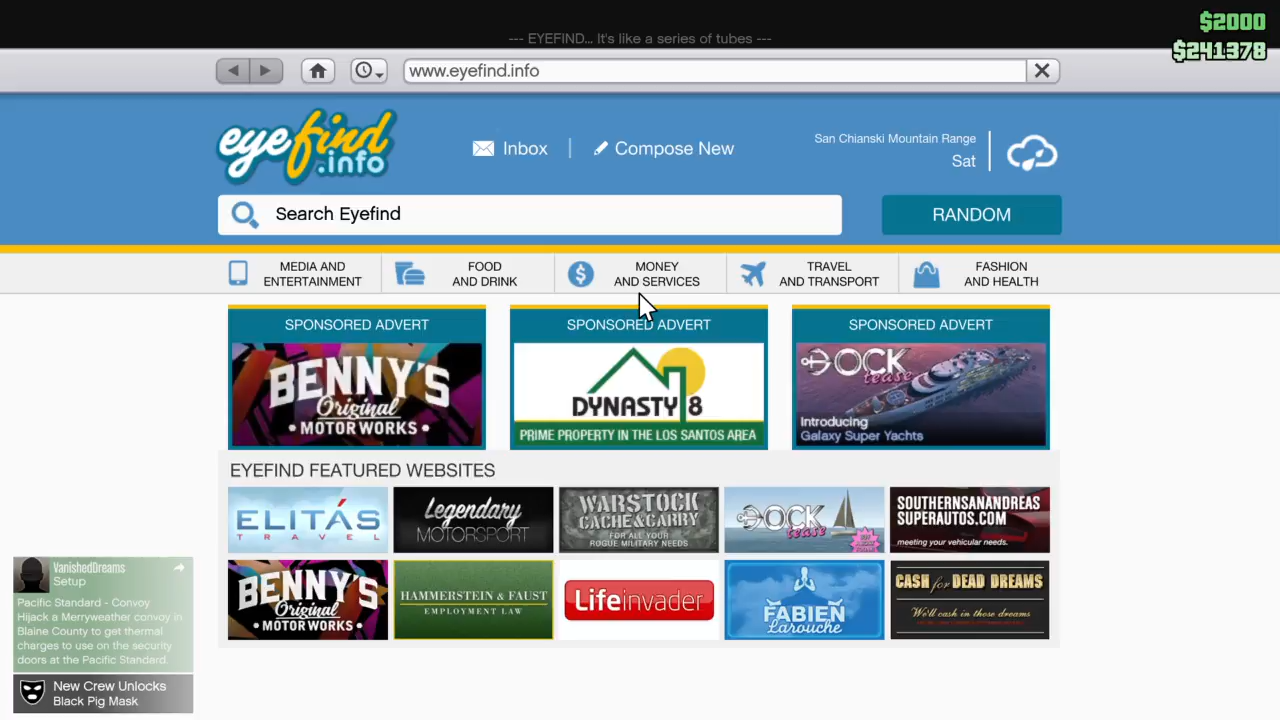 $2000
--- EYEFIND... It's like a series of tubes ---
$241378
www.eyefind.info
eyefind
.info
Inbox
Compose New
San Chianski Mountain Range
Sat
Search Eyefind
RANDOM
MEDIA AND
ENTERTAINMENT
FOOD
AND DRINK
MONEY
AND SERVICES
TRAVEL
AND TRANSPORT
FASHION
AND HEALTH
SPONSORED ADVERT
BENNY'S
Original
• MOTOR WORKS •
SPONSORED ADVERT
DYNASTY 8
PRIME PROPERTY IN THE LOS SANTOS AREA
SPONSORED ADVERT
DOCK
tease
Introducing
Galaxy Super Yachts
EYEFIND FEATURED WEBSITES
ELITÁS
TRAVEL
Legendary
MOTORSPORT
WARSTOCK
CACHE & CARRY
FOR ALL YOUR
ROGUE MILITARY NEEDS
DOCK
tease
SOUTHERNSANANDREAS
SUPERAUTOS.COM
meeting your vehicular needs.
BENNY'S
Original
• MOTOR WORKS •
HAMMERSTEIN & FAUST
EMPLOYMENT LAW
Lifeinvader
FABIEN
Larouche
CASH for DEAD DREAMS
We'll cash in those dreams
VanishedDreams
Setup
Pacific Standard - Convoy
Hijack a Merryweather convoy in
Blaine County to get thermal
charges to use on the security
doors at the Pacific Standard.
New Crew Unlocks
Black Pig Mask